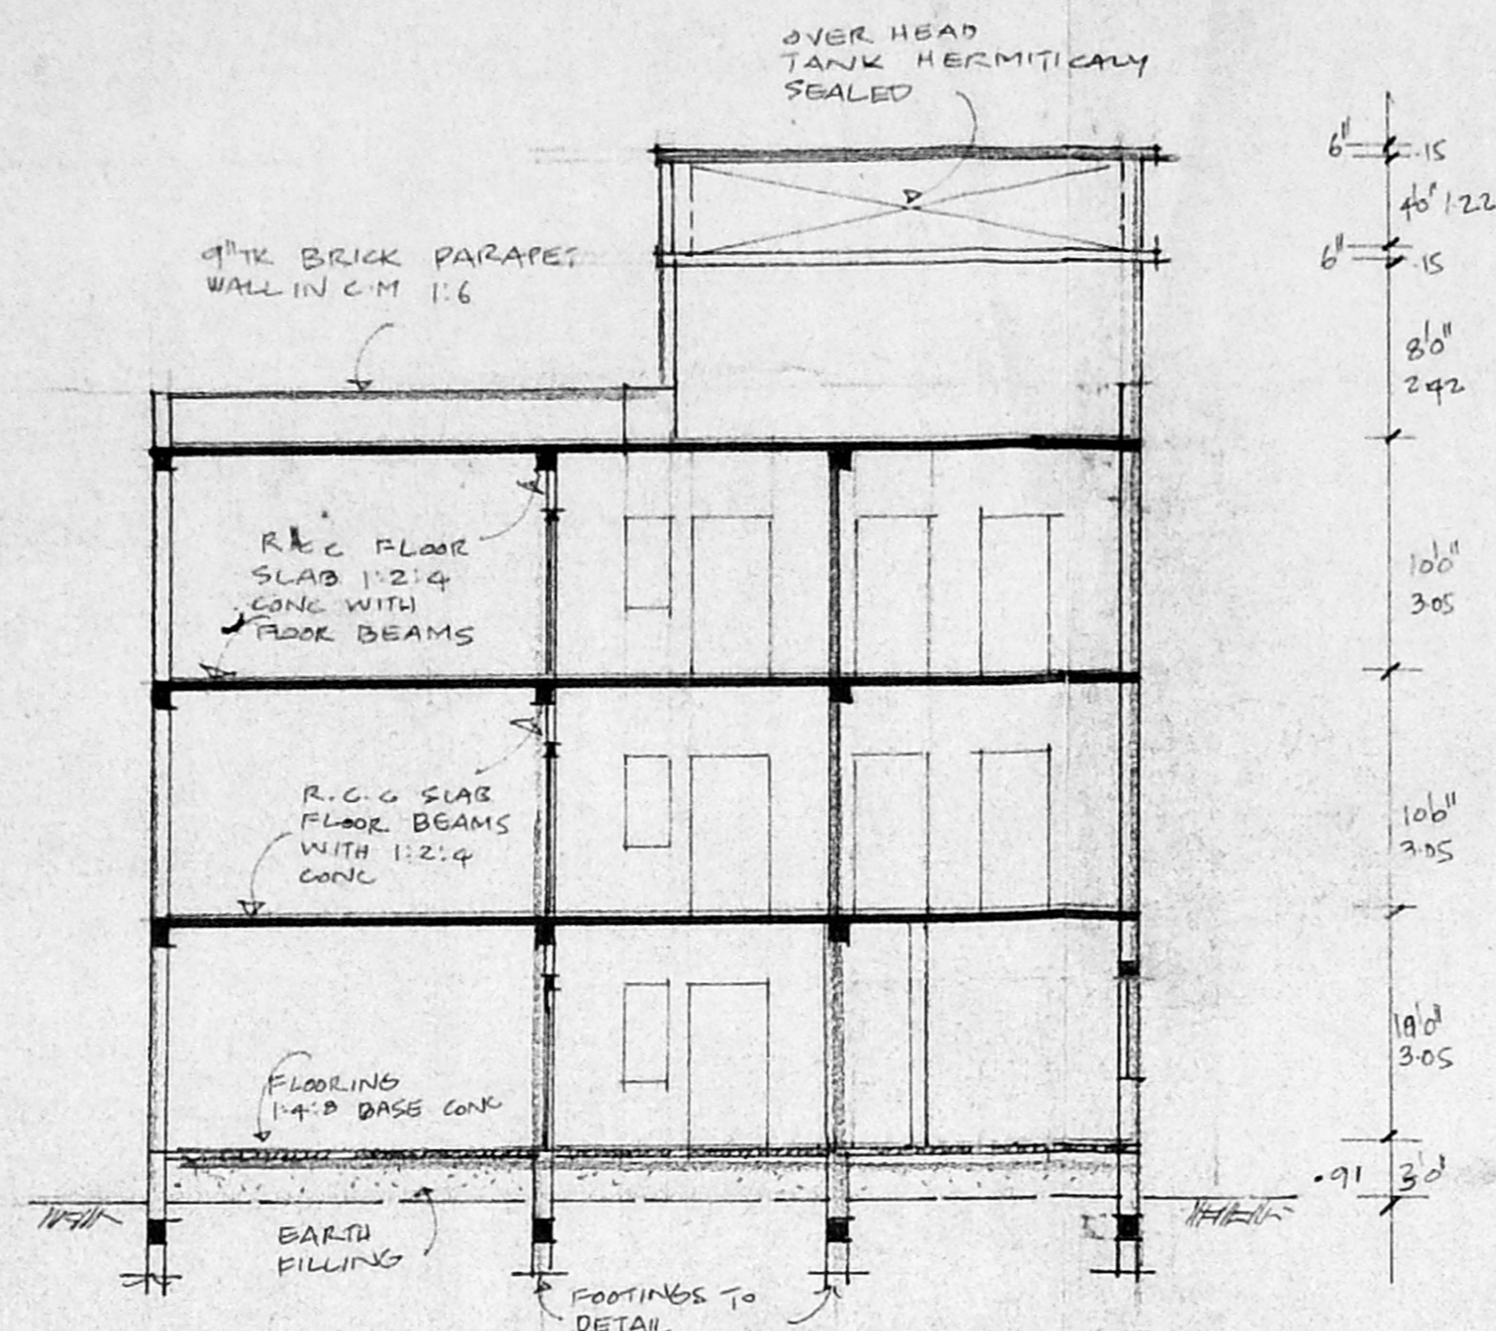 OVER HEAD
TANK HERMITICALY
SEALED
6" .15
4'0" 1.22
9"TK BRICK PARAPET
WALL IN C.M 1:6
6" .15
8'0"
2.42
R.C.C FLOOR
SLAB 1:2:4
CONC WITH
FLOOR BEAMS
10'0"
3.05
R.C.C SLAB
FLOOR BEAMS
WITH 1:2:4
CONC
10'0"
3.05
10'0"
3.05
FLOORING
1:4:8 BASE CONC
.91 3'0"
EARTH
FILLING
FOOTINGS TO
DETAIL